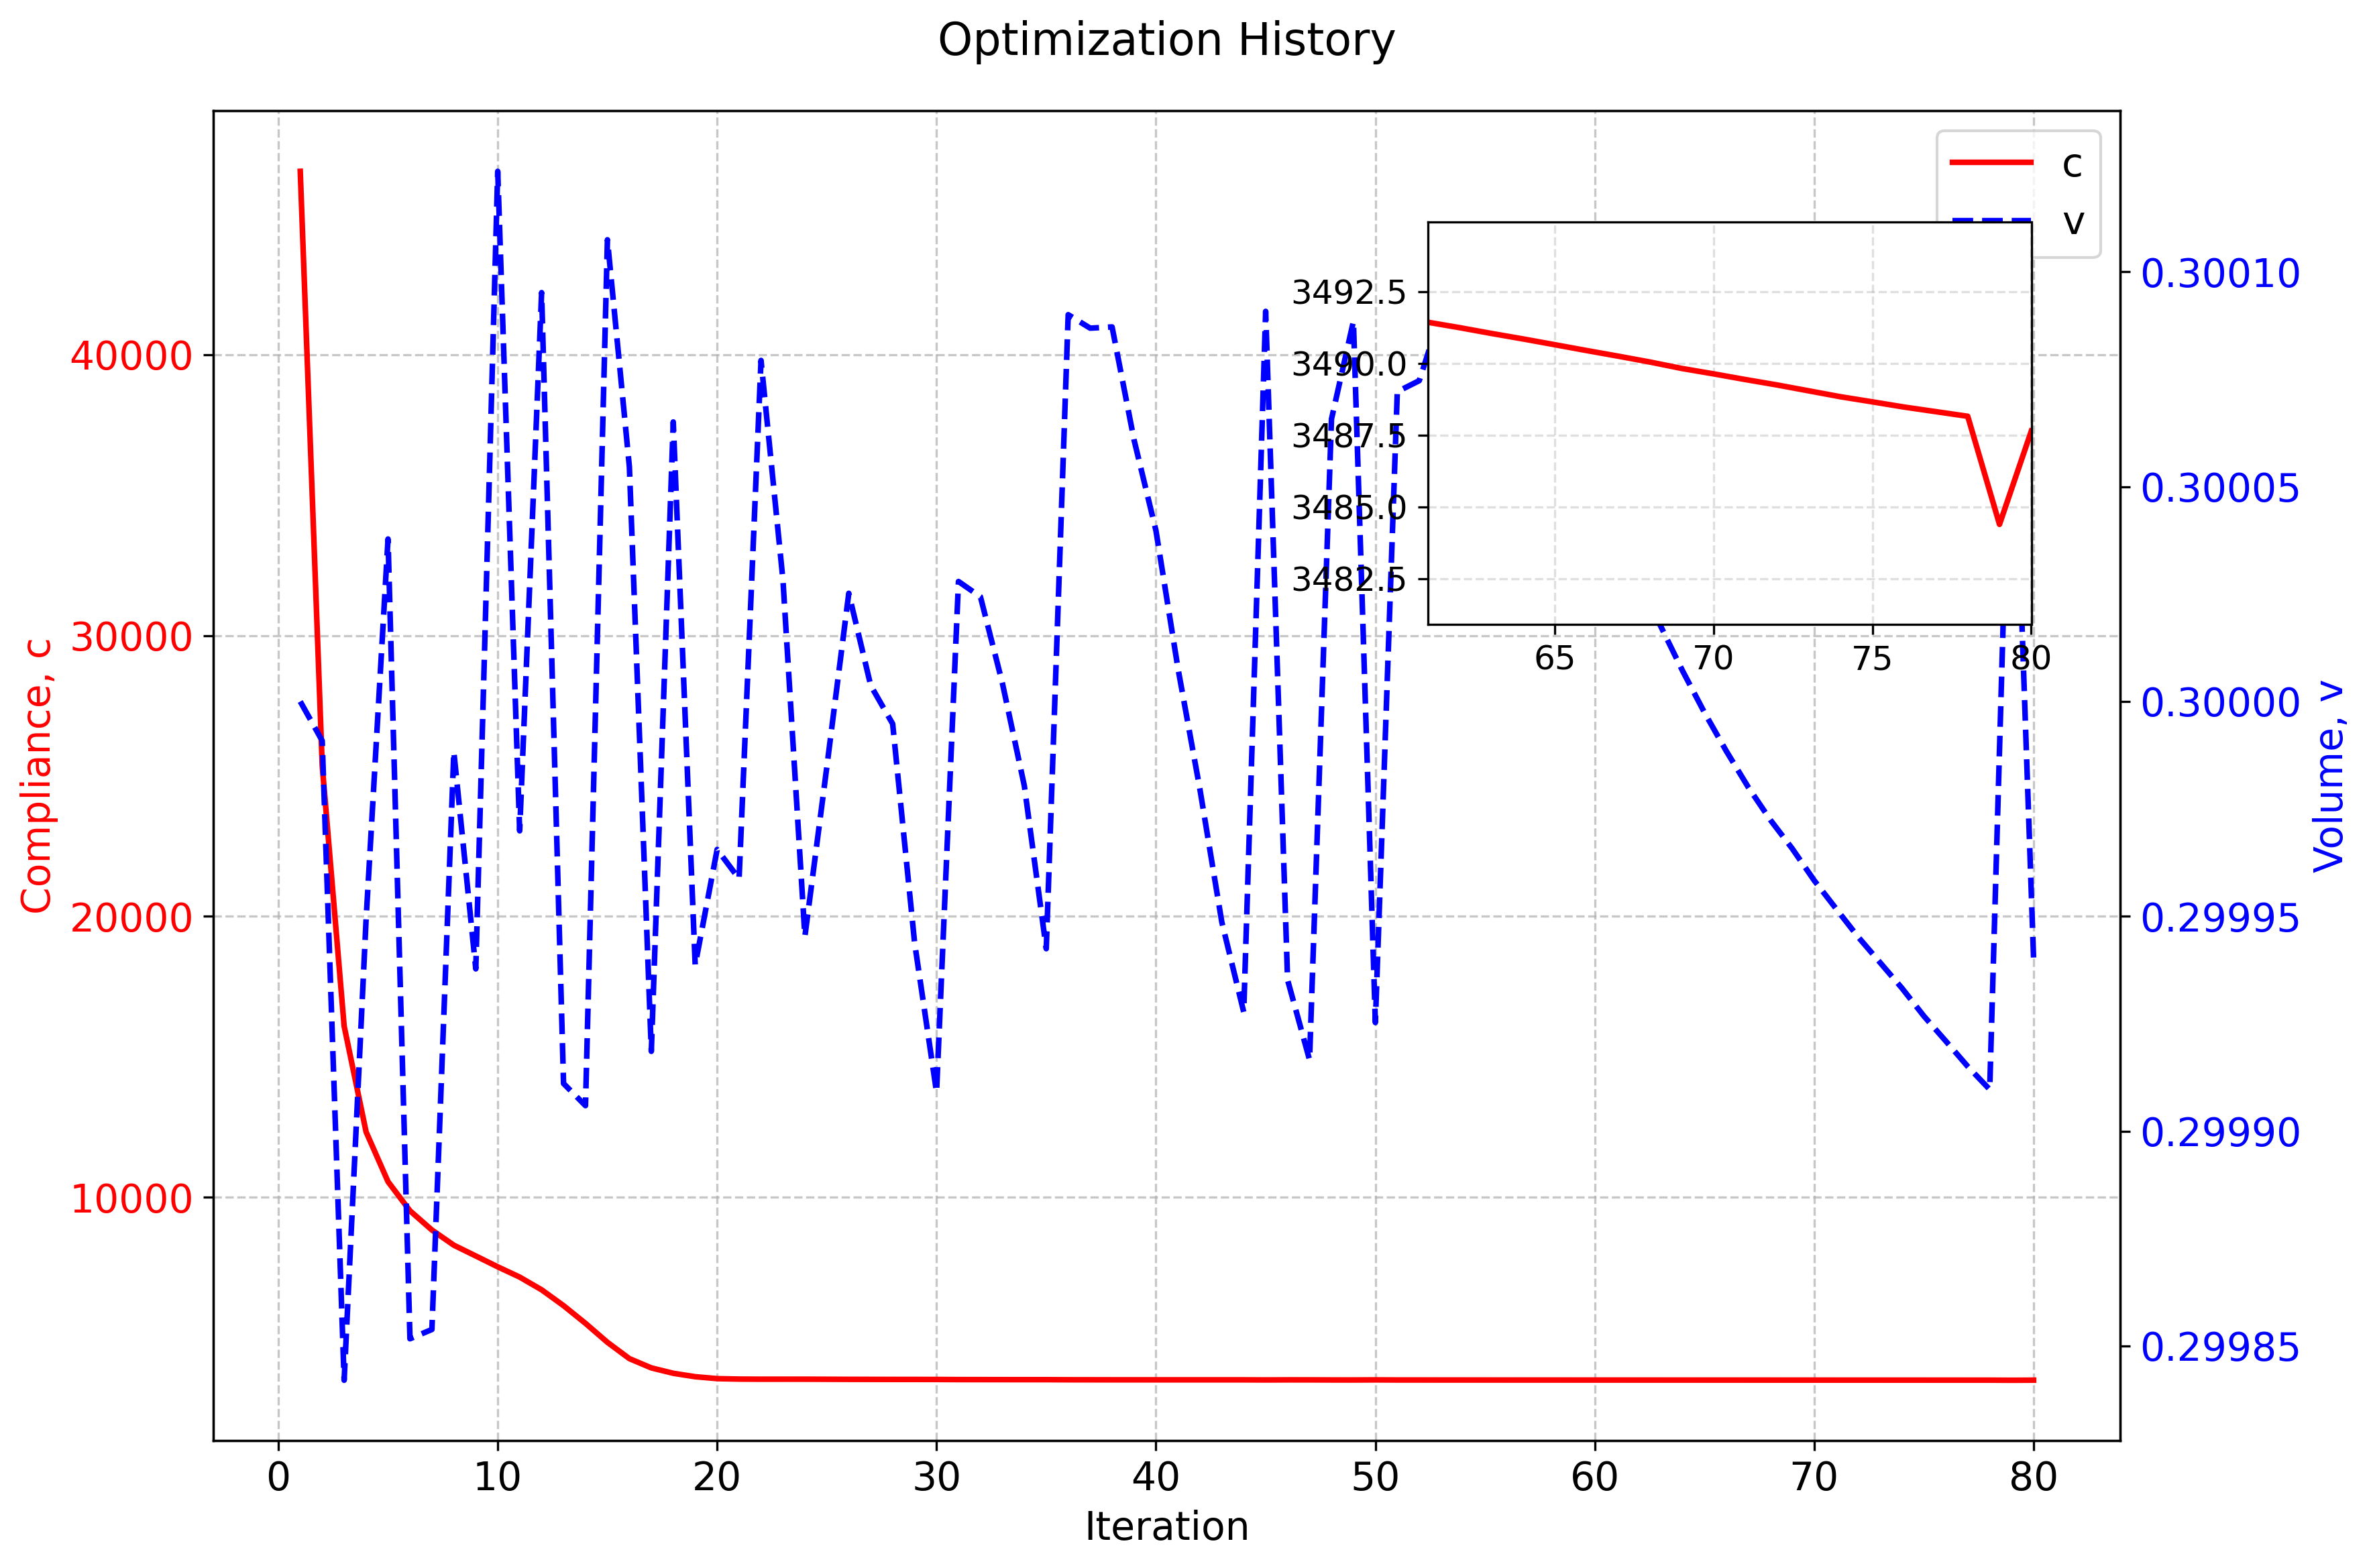 Optimization History
c
v
40000
30000
20000
10000
Compliance, c
3492.5
3490.0
3487.5
3485.0
3482.5
65 70 75 80
0.30010
0.30005
0.30000
0.29995
0.29990
0.29985
Volume, v
0 10 20 30 40 50 60 70 80
Iteration